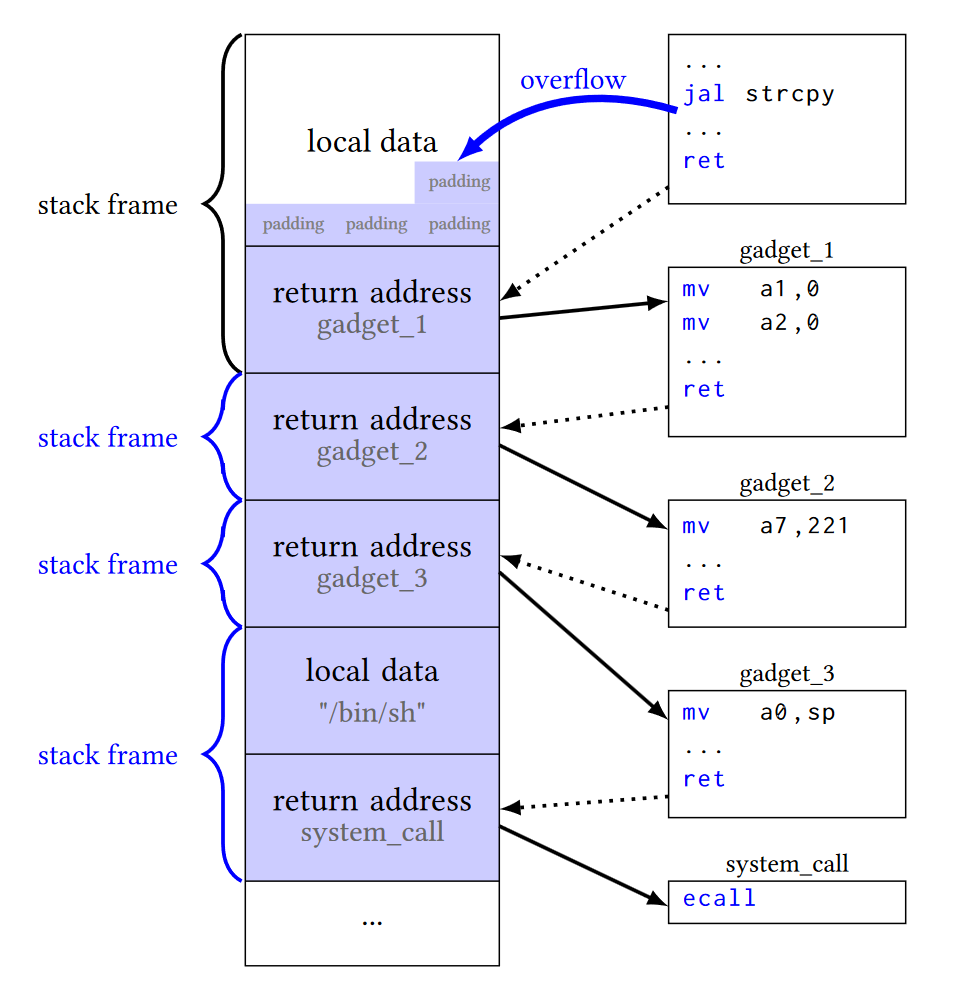 overflow
...
jal strcpy
...
ret
local data
padding
padding padding padding
stack frame
return address
gadget_1
gadget_1
mv a1,0
mv a2,0
...
ret
stack frame
return address
gadget_2
gadget_2
mv a7,221
...
ret
stack frame
return address
gadget_3
gadget_3
mv a0,sp
...
ret
stack frame
local data
"/bin/sh"
return address
system_call
system_call
ecall
...